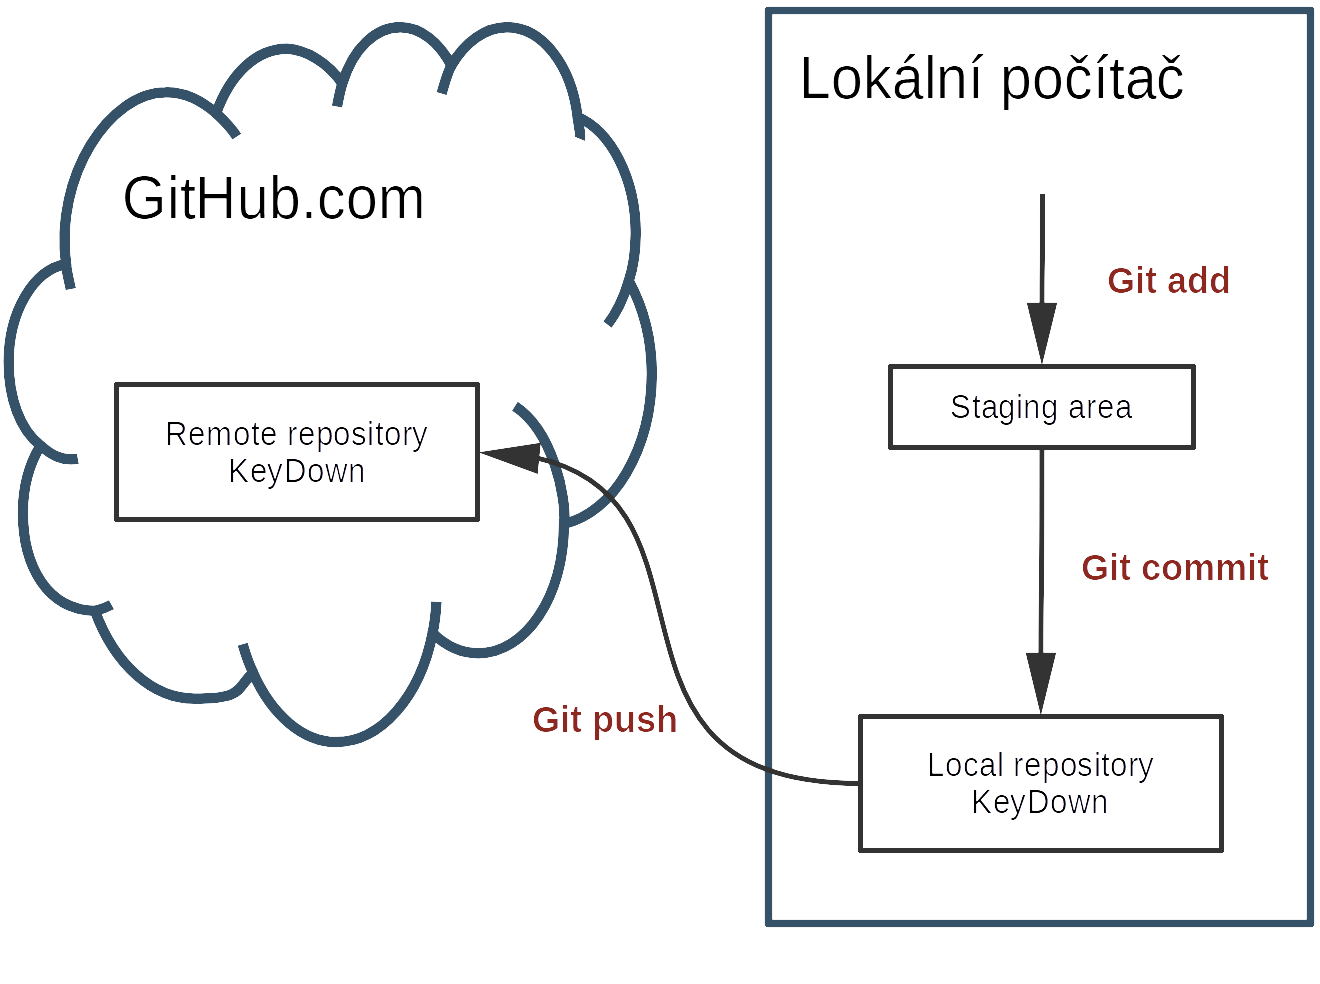 GitHub.com
Remote repository
KeyDown
Git push
Lokální počítač
Git add
Staging area
Git commit
Local repository
KeyDown